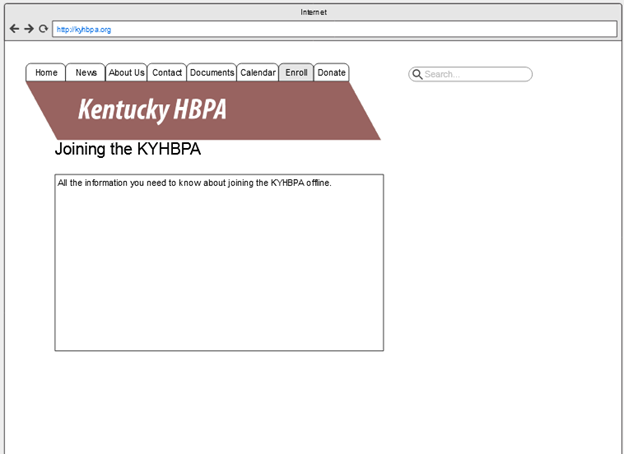 Internet
http://kyhbpa.org
Home News About Us Contact Documents Calendar Enroll Donate
Search...
Kentucky HBPA
Joining the KYHBPA
All the information you need to know about joining the KYHBPA offline.